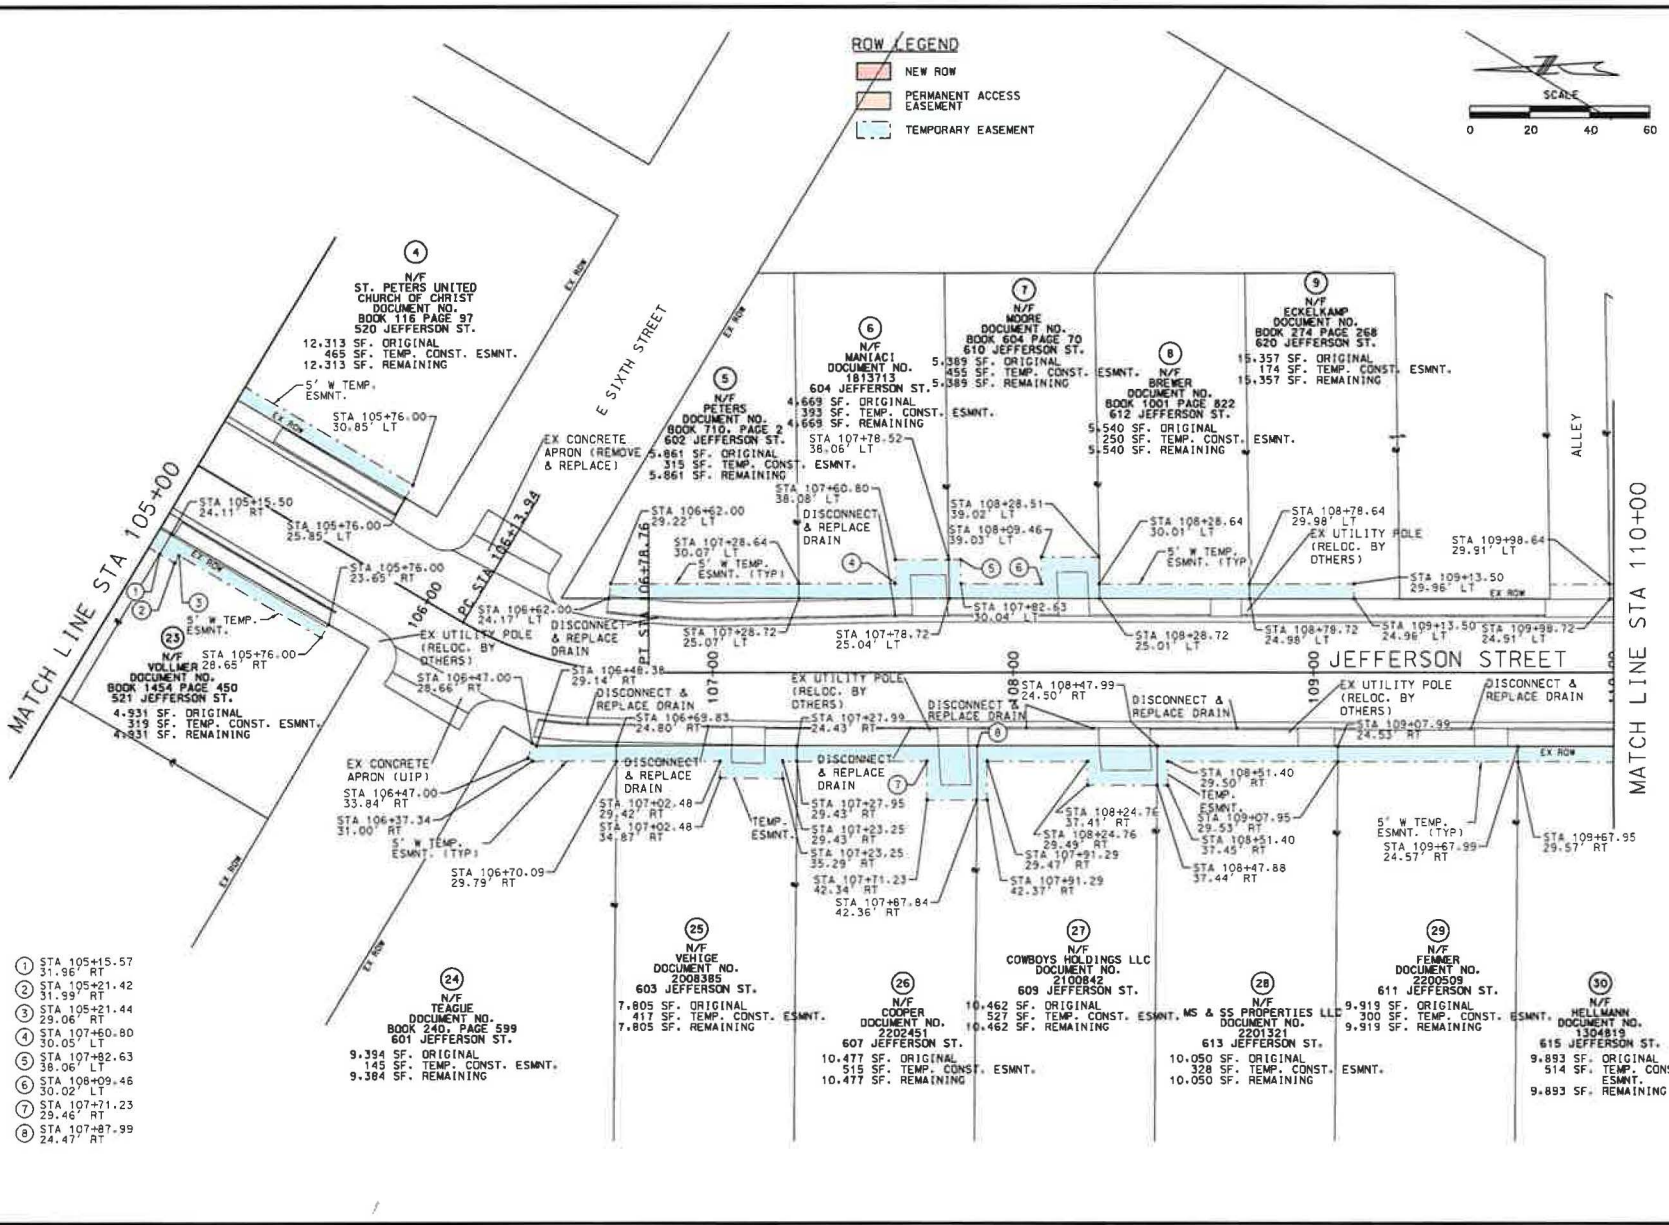 ROW LEGEND
NEW ROW
PERMANENT ACCESS
EASEMENT
TEMPORARY EASEMENT
SCALE
0 20 40 60
MATCH LINE STA 105+00
4
N/F
ST. PETERS UNITED
CHURCH OF CHRIST
DOCUMENT NO.
BOOK 116 PAGE 97
520 JEFFERSON ST.
12.313 SF. ORIGINAL
465 SF. TEMP. CONST. ESMNT.
12.313 SF. REMAINING
5' W TEMP.
ESMNT.
EX ROW
STA 105+76.00
30.85' LT
EX ROW
E SIXTH STREET
EX ROW
5
N/F
PETERS
DOCUMENT NO.
BOOK 710. PAGE 2
602 JEFFERSON ST.
5.861 SF. ORIGINAL
315 SF. TEMP. CONST. ESMNT.
5.861 SF. REMAINING
6
N/F
MANIACI
DOCUMENT NO.
1813713
604 JEFFERSON ST.
4.669 SF. ORIGINAL
393 SF. TEMP. CONST. ESMNT.
4.669 SF. REMAINING
7
N/F
MOORE
DOCUMENT NO.
BOOK 604 PAGE 70
610 JEFFERSON ST.
5.389 SF. ORIGINAL
455 SF. TEMP. CONST. ESMNT.
5.389 SF. REMAINING
8
N/F
BREWER
DOCUMENT NO.
BOOK 1001 PAGE 822
612 JEFFERSON ST.
5.540 SF. ORIGINAL
250 SF. TEMP. CONST. ESMNT.
5.540 SF. REMAINING
9
N/F
ECKELKAMP
DOCUMENT NO.
BOOK 274 PAGE 268
620 JEFFERSON ST.
15.357 SF. ORIGINAL
174 SF. TEMP. CONST. ESMNT.
15.357 SF. REMAINING
ALLEY
MATCH LINE STA 110+00
EX CONCRETE
APRON (REMOVE
& REPLACE)
STA 107+78.52
38.06' LT
STA 107+60.80
38.08' LT
DISCONNECT
& REPLACE
DRAIN
STA 108+28.51
39.02' LT
STA 108+09.46
39.03' LT
STA 106+62.00
29.22' LT
STA 107+28.64
30.07' LT
5' W TEMP.
ESMNT. (TYP)
4
5
6
STA 108+28.64
30.01' LT
5' W TEMP.
ESMNT. (TYP)
STA 108+78.64
29.98' LT
EX UTILITY POLE
(RELOC. BY
OTHERS)
STA 109+98.64
29.91' LT
STA 109+13.50
29.96' LT
EX ROW
STA 105+15.50
24.11' RT
STA 105+76.00
25.85' LT
EX ROW
STA 105+76.00
23.65' RT
1
2
3
5' W TEMP.
ESMNT.
106+00
PC STA 106+13.94
PT STA 106+78.76
STA 106+62.00
24.17' LT
DISCONNECT
& REPLACE
DRAIN
STA 107+28.72
25.07' LT
STA 107+78.72
25.04' LT
STA 107+82.63
30.04' LT
STA 108+28.72
25.01' LT
STA 108+78.72
24.98' LT
STA 109+13.50
24.96' LT
STA 109+98.72
24.91' LT
JEFFERSON STREET
107+00
108+00
109+00
23
N/F
VOLLMER
DOCUMENT NO.
BOOK 1454 PAGE 450
521 JEFFERSON ST.
4.931 SF. ORIGINAL
319 SF. TEMP. CONST. ESMNT.
4.931 SF. REMAINING
STA 105+76.00
28.65' RT
EX UTILITY POLE
(RELOC. BY
OTHERS)
STA 106+47.00
28.66' RT
STA 106+48.38
29.14' RT
DISCONNECT &
REPLACE DRAIN
STA 106+69.83
24.80' RT
EX UTILITY POLE
(RELOC. BY
OTHERS)
STA 107+27.99
24.43' RT
DISCONNECT &
REPLACE DRAIN
STA 108+47.99
24.50' RT
DISCONNECT &
REPLACE DRAIN
EX UTILITY POLE
(RELOC. BY
OTHERS)
STA 109+07.99
24.53' RT
DISCONNECT &
REPLACE DRAIN
EX ROW
8
EX CONCRETE
APRON (UIP)
STA 106+47.00
33.84' RT
STA 106+37.34
31.00' RT
5' W TEMP.
ESMNT. (TYP)
STA 106+70.09
29.79' RT
DISCONNECT
& REPLACE
DRAIN
STA 107+02.48
29.42' RT
STA 107+02.48
34.87' RT
TEMP.
ESMNT.
DISCONNECT
& REPLACE
DRAIN
7
STA 107+27.95
29.43' RT
STA 107+23.25
29.43' RT
STA 107+23.25
35.29' RT
STA 107+71.23
42.34' RT
STA 107+87.84
42.36' RT
STA 108+24.76
37.41' RT
STA 108+24.76
29.49' RT
STA 107+91.29
29.47' RT
STA 107+91.29
42.37' RT
STA 108+51.40
29.50' RT
TEMP.
ESMNT.
STA 109+07.95
29.53' RT
STA 108+51.40
37.45' RT
STA 108+47.88
37.44' RT
5' W TEMP.
ESMNT. (TYP)
STA 109+67.99
24.57' RT
STA 109+67.95
29.57' RT
EX ROW
EX ROW
24
N/F
TEAGUE
DOCUMENT NO.
BOOK 240. PAGE 599
601 JEFFERSON ST.
9.394 SF. ORIGINAL
145 SF. TEMP. CONST. ESMNT.
9.384 SF. REMAINING
25
N/F
VEHIGE
DOCUMENT NO.
2008385
603 JEFFERSON ST.
7.805 SF. ORIGINAL
417 SF. TEMP. CONST. ESMNT.
7.805 SF. REMAINING
26
N/F
COOPER
DOCUMENT NO.
2202451
607 JEFFERSON ST.
10.477 SF. ORIGINAL
515 SF. TEMP. CONST. ESMNT.
10.477 SF. REMAINING
27
N/F
COWBOYS HOLDINGS LLC
DOCUMENT NO.
2100842
609 JEFFERSON ST.
10.462 SF. ORIGINAL
527 SF. TEMP. CONST. ESMNT.
10.462 SF. REMAINING
28
N/F
MS & SS PROPERTIES LLC
DOCUMENT NO.
2201321
613 JEFFERSON ST.
10.050 SF. ORIGINAL
328 SF. TEMP. CONST. ESMNT.
10.050 SF. REMAINING
29
N/F
FEMMER
DOCUMENT NO.
2200509
611 JEFFERSON ST.
9.919 SF. ORIGINAL
300 SF. TEMP. CONST. ESMNT.
9.919 SF. REMAINING
30
N/F
HELLMANN
DOCUMENT NO.
1304819
615 JEFFERSON ST.
9.893 SF. ORIGINAL
514 SF. TEMP. CONS
ESMNT.
9.893 SF. REMAINING
1 STA 105+15.57
31.96' RT
2 STA 105+21.42
31.99' RT
3 STA 105+21.44
29.06' RT
4 STA 107+60.80
30.05' LT
5 STA 107+82.63
38.06' LT
6 STA 108+09.46
30.02' LT
7 STA 107+71.23
29.46' RT
8 STA 107+87.99
24.47' RT